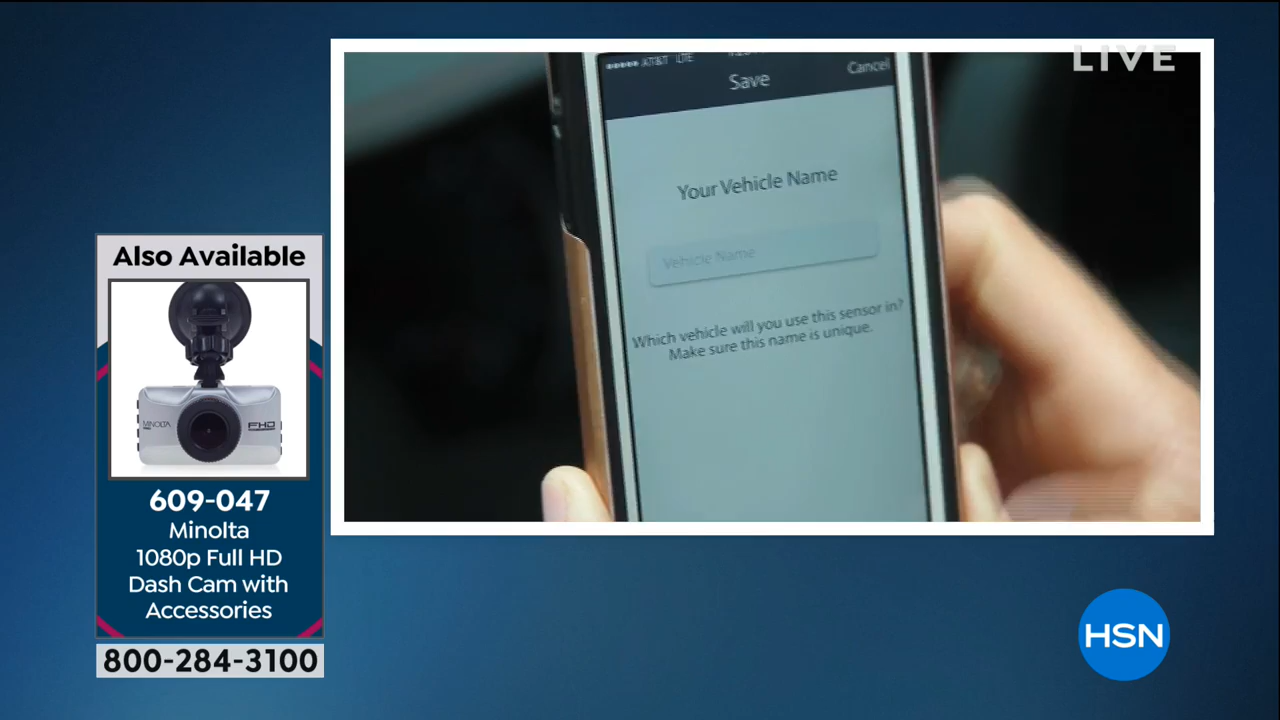 LIVE
AT&T LTE
Save
Cancel
Your Vehicle Name
Vehicle Name
Which vehicle will you use this sensor in?
Make sure this name is unique.
Also Available
MINOLTA
FHD
609-047
Minolta
1080p Full HD
Dash Cam with
Accessories
800-284-3100
HSN